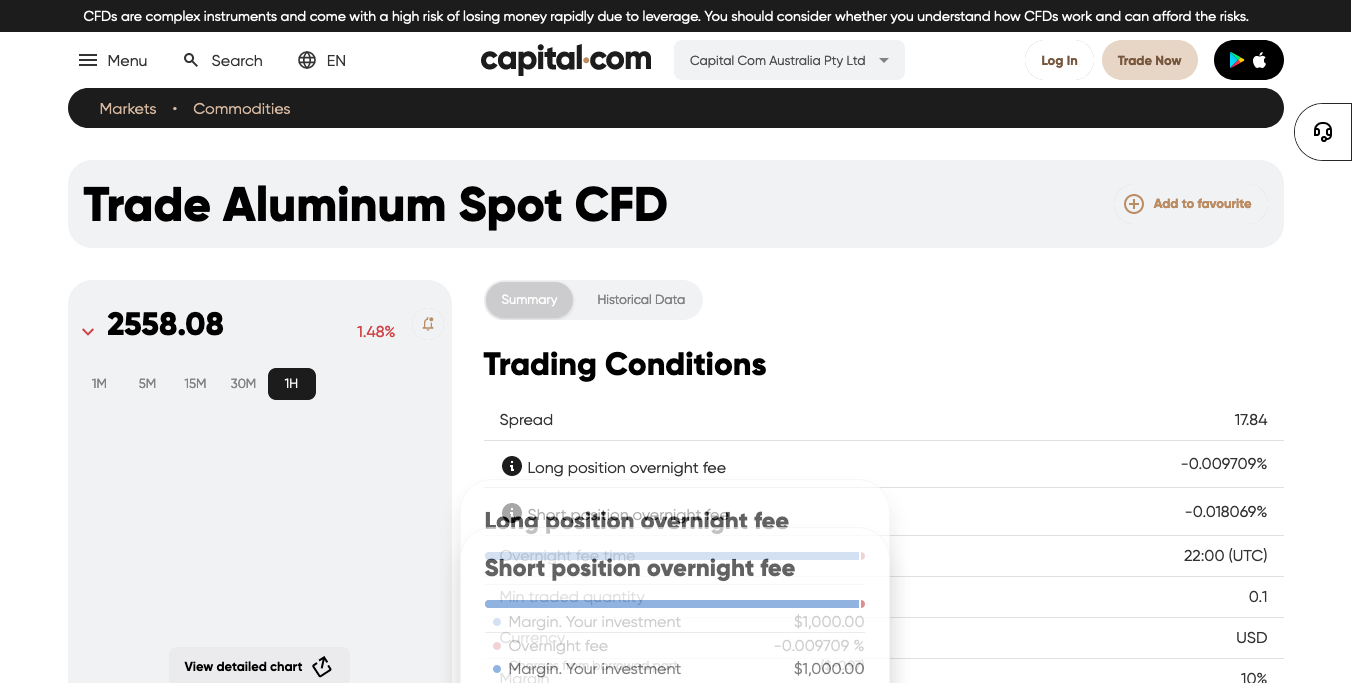 CFDs are complex instruments and come with a high risk of losing money rapidly due to leverage. You should consider whether you understand how CFDs work and can afford the risks.
Menu Search EN capital.com Capital Com Australia Pty Ltd Log In Trade Now
Markets • Commodities
Trade Aluminum Spot CFD Add to favourite
2558.08 1.48%
1M 5M 15M 30M 1H
View detailed chart
Summary Historical Data
Trading Conditions
Spread 17.84
Long position overnight fee -0.009709%
Short position overnight fee -0.018069%
Long position overnight fee
Overnight fee time 22:00 (UTC)
Short position overnight fee
Min traded quantity 0.1
Margin. Your investment $1,000.00
Currency USD
Overnight fee -0.009709 %
Margin. Your investment $1,000.00
Margin 10%